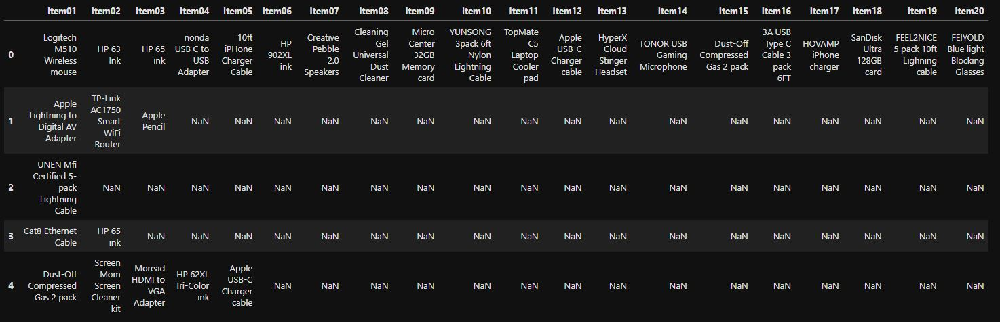 Item01 Item02 Item03 Item04 Item05 Item06 Item07 Item08 Item09 Item10 Item11 Item12 Item13 Item14 Item15 Item16 Item17 Item18 Item19 Item20
0
Logitech
M510
Wireless
mouse
HP 63
Ink
HP 65
ink
nonda
USB C to
USB
Adapter
10ft
iPhone
Charger
Cable
HP
902XL
ink
Creative
Pebble
2.0
Speakers
Cleaning
Gel
Universal
Dust
Cleaner
Micro
Center
32GB
Memory
card
YUNSONG
3pack 6ft
Nylon
Lightning
Cable
TopMate
C5
Laptop
Cooler
pad
Apple
USB-C
Charger
cable
HyperX
Cloud
Stinger
Headset
TONOR USB
Gaming
Microphone
Dust-Off
Compressed
Gas 2 pack
3A USB
Type C
Cable 3
pack
6FT
HOVAMP
iPhone
charger
SanDisk
Ultra
128GB
card
FEEL2NICE
5 pack 10ft
Lighning
cable
FEIYOLD
Blue light
Blocking
Glasses
1
Apple
Lightning to
Digital AV
Adapter
TP-Link
AC1750
Smart
WiFi
Router
Apple
Pencil
NaN NaN NaN NaN NaN NaN NaN NaN NaN NaN NaN NaN NaN NaN NaN NaN NaN
2
UNEN Mfi
Certified 5-
pack
Lightning
Cable
NaN NaN NaN NaN NaN NaN NaN NaN NaN NaN NaN NaN NaN NaN NaN NaN NaN NaN NaN
3
Cat8 Ethernet
Cable
HP 65
ink
NaN NaN NaN NaN NaN NaN NaN NaN NaN NaN NaN NaN NaN NaN NaN NaN NaN NaN
4
Dust-Off
Compressed
Gas 2 pack
Screen
Mom
Screen
Cleaner
kit
Moread
HDMI to
VGA
Adapter
HP 62XL
Tri-Color
ink
Apple
USB-C
Charger
cable
NaN NaN NaN NaN NaN NaN NaN NaN NaN NaN NaN NaN NaN NaN NaN